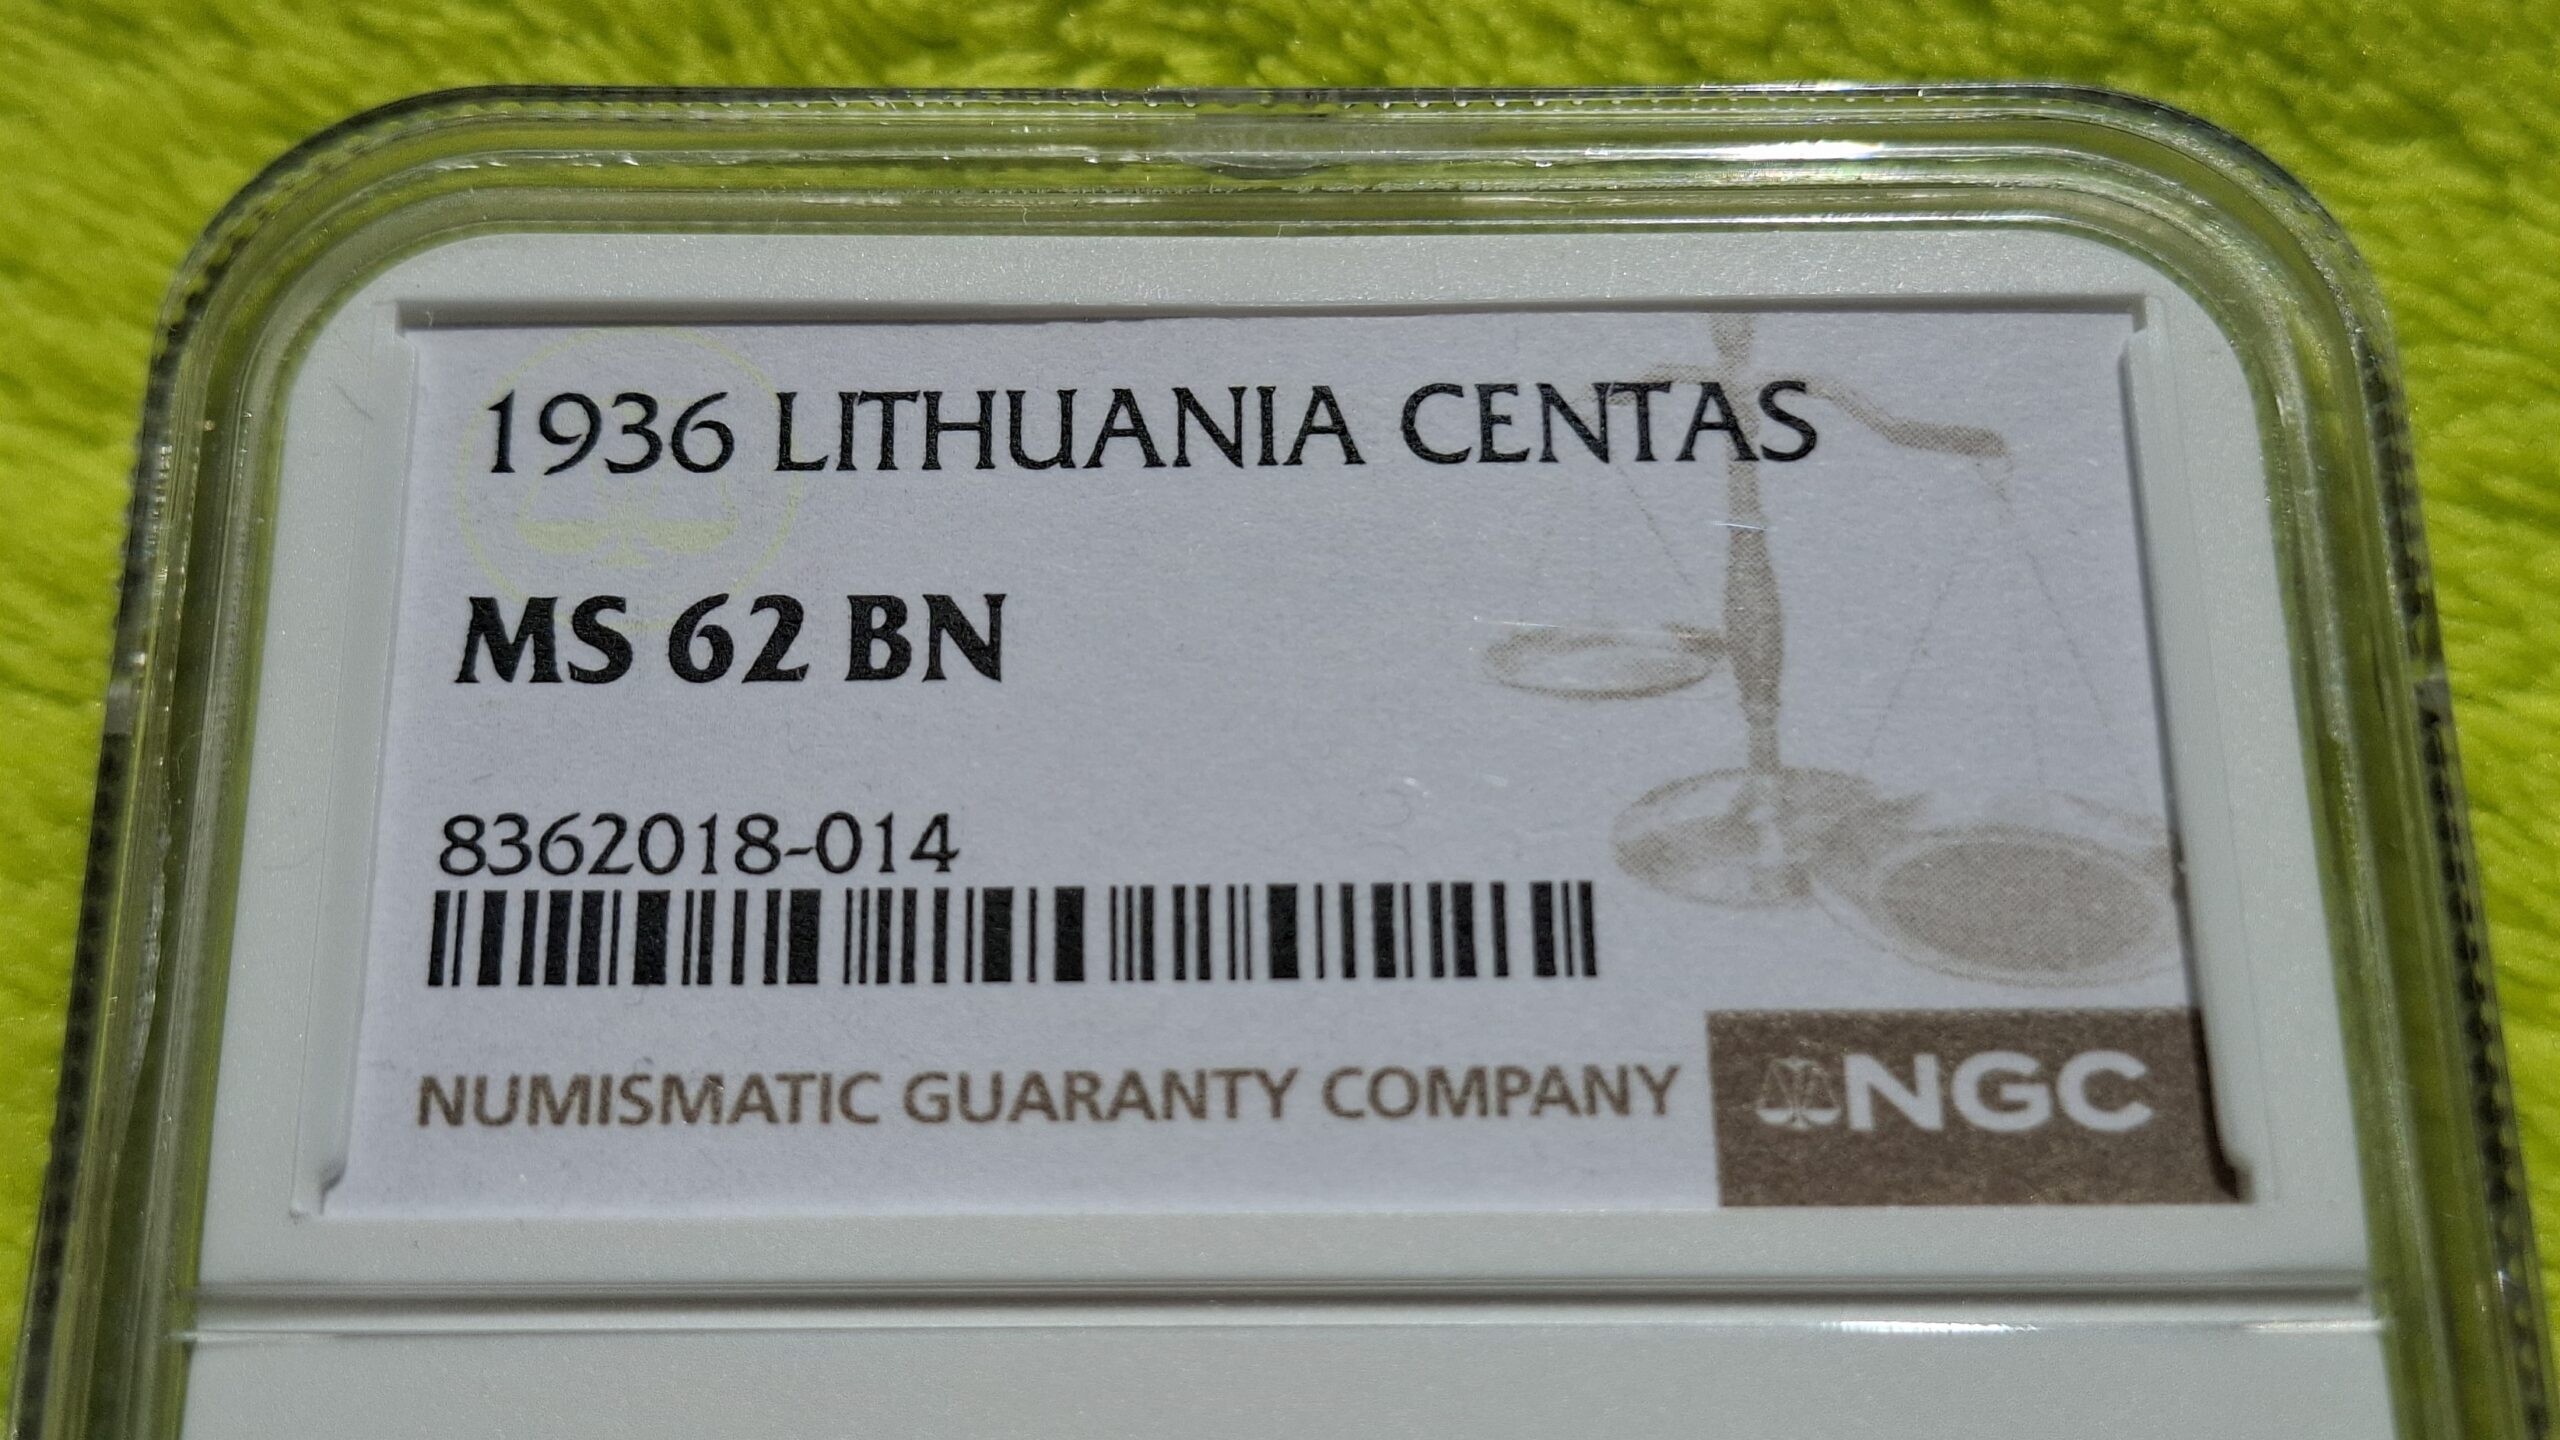 1936 LITHUANIA CENTAS
MS 62 BN
8362018-014
NUMISMATIC GUARANTY COMPANY
NGC